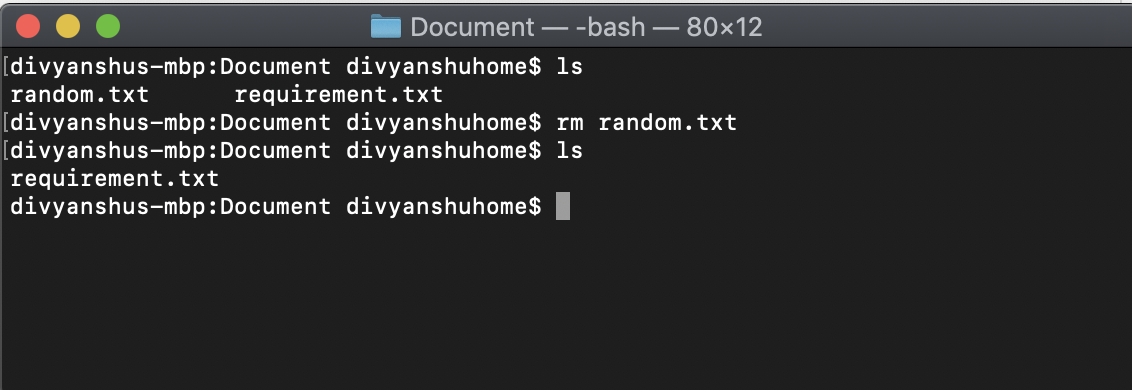 Document — -bash — 80×12
[divyanshus-mbp:Document divyanshuhome$ ls
random.txt      requirement.txt
[divyanshus-mbp:Document divyanshuhome$ rm random.txt
[divyanshus-mbp:Document divyanshuhome$ ls
requirement.txt
divyanshus-mbp:Document divyanshuhome$